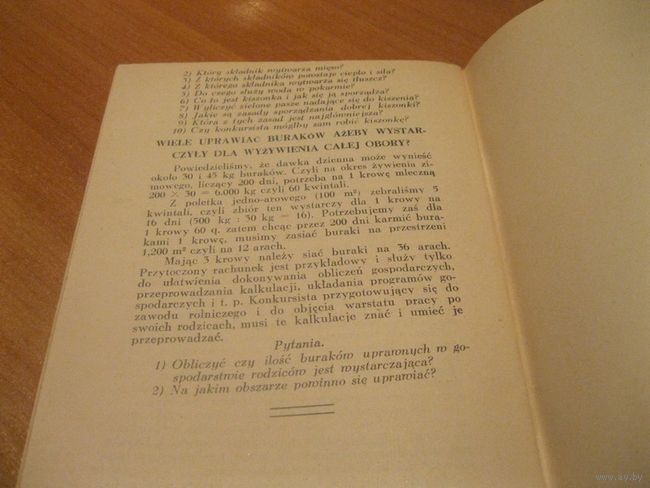 2) Który składnik wytwarza mięso?
3) Z których składników powstaje ciepło i siła?
4) Z którego składnika wytwarza się tłuszcz?
5) Do czego służy woda w pokarmie?
6) Co to jest kiszonka i jak się ją sporządza?
7) Wyliczyć zielone pasze nadające się do kiszenia?
8) Jakie są zasady sporządzania dobrej kiszonki?
9) Która z tych zasad jest najgłówniejsza?
10) Czy konkursista mógłby sam robić kiszonkę?
WIELE UPRAWIAĆ BURAKÓW AŻEBY WYSTAR-
CZYŁY DLA WYŻYWIENIA CAŁEJ OBORY?
Powiedzieliśmy, że dawka dzienna może wynieść
około 30 i 45 kg buraków. Czyli na okres żywienia zi-
mowego, liczący 200 dni, potrzeba na 1 krowę mleczną
200 × 30 = 6.000 kg czyli 60 kwintali.
Z poletka jedno-arowego (100 m²) zebraliśmy 5
kwintali, czyli zbiór ten wystarczy dla 1 krowy na
16 dni (500 kg : 30 kg = 16). Potrzebujemy zaś dla
1 krowy 60 q. zatem chcąc przez 200 dni karmić bura-
kami 1 krowę, musimy zasiać buraki na przestrzeni
1,200 m² czyli na 12 arach.
Mając 3 krowy należy siać buraki na 36 arach.
Przytoczony rachunek jest przykładowy i służy tylko
do ułatwienia dokonywania obliczeń gospodarczych,
przeprowadzania kalkulacji, układania programów go-
spodarczych i t. p. Konkursista przygotowujący się do
zawodu rolniczego i do objęcia warstatu pracy po
swoich rodzicach, musi te kalkulacje znać i umieć je
przeprowadzać.
Pytania.
1) Obliczyć czy ilość buraków uprawnych w go-
spodarstwie rodziców jest wystarczająca?
2) Na jakim obszarze powinno się uprawiać?
www.ay.by